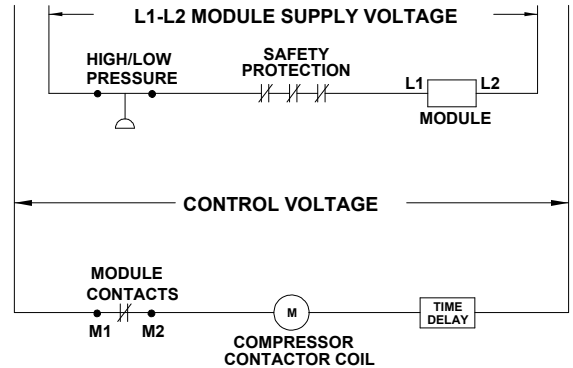 L1-L2 MODULE SUPPLY VOLTAGE
HIGH/LOW
PRESSURE
SAFETY
PROTECTION
L1
L2
MODULE
CONTROL VOLTAGE
MODULE
CONTACTS
M1
M2
M
COMPRESSOR
CONTACTOR COIL
TIME
DELAY